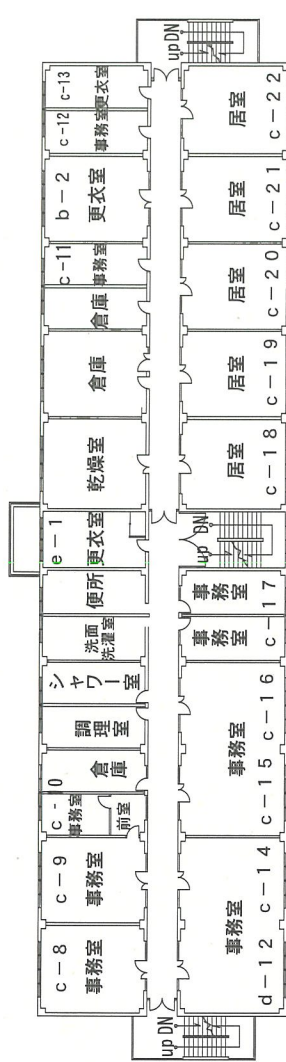 c-8
事務室
c-9
事務室
c-10
事務室
前室
倉庫
調理室
シャワー室
洗面
洗濯室
便所
e-1
更衣室
乾燥室
倉庫
倉庫
c-11
事務室
b-2
更衣室
c-12
事務室
c-13
更衣室
up DN
d-12 c-14
事務室
c-15 c-16
事務室
事務室
事務室
c-17
up DN
居室
c-18
居室
c-19
居室
c-20
居室
c-21
居室
c-22
up DN